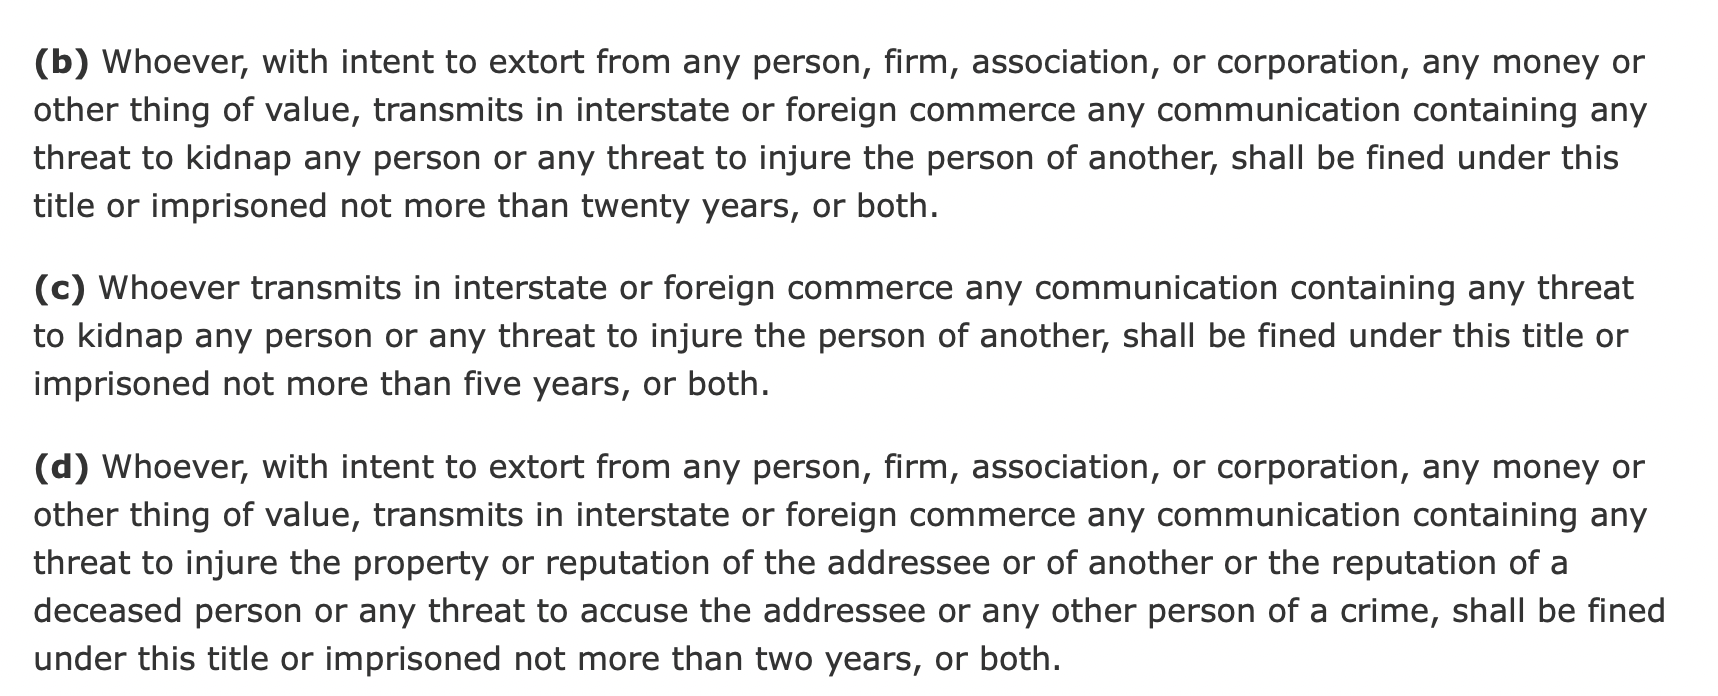 (b) Whoever, with intent to extort from any person, firm, association, or corporation, any money or
other thing of value, transmits in interstate or foreign commerce any communication containing any
threat to kidnap any person or any threat to injure the person of another, shall be fined under this
title or imprisoned not more than twenty years, or both.
(c) Whoever transmits in interstate or foreign commerce any communication containing any threat
to kidnap any person or any threat to injure the person of another, shall be fined under this title or
imprisoned not more than five years, or both.
(d) Whoever, with intent to extort from any person, firm, association, or corporation, any money or
other thing of value, transmits in interstate or foreign commerce any communication containing any
threat to injure the property or reputation of the addressee or of another or the reputation of a
deceased person or any threat to accuse the addressee or any other person of a crime, shall be fined
under this title or imprisoned not more than two years, or both.